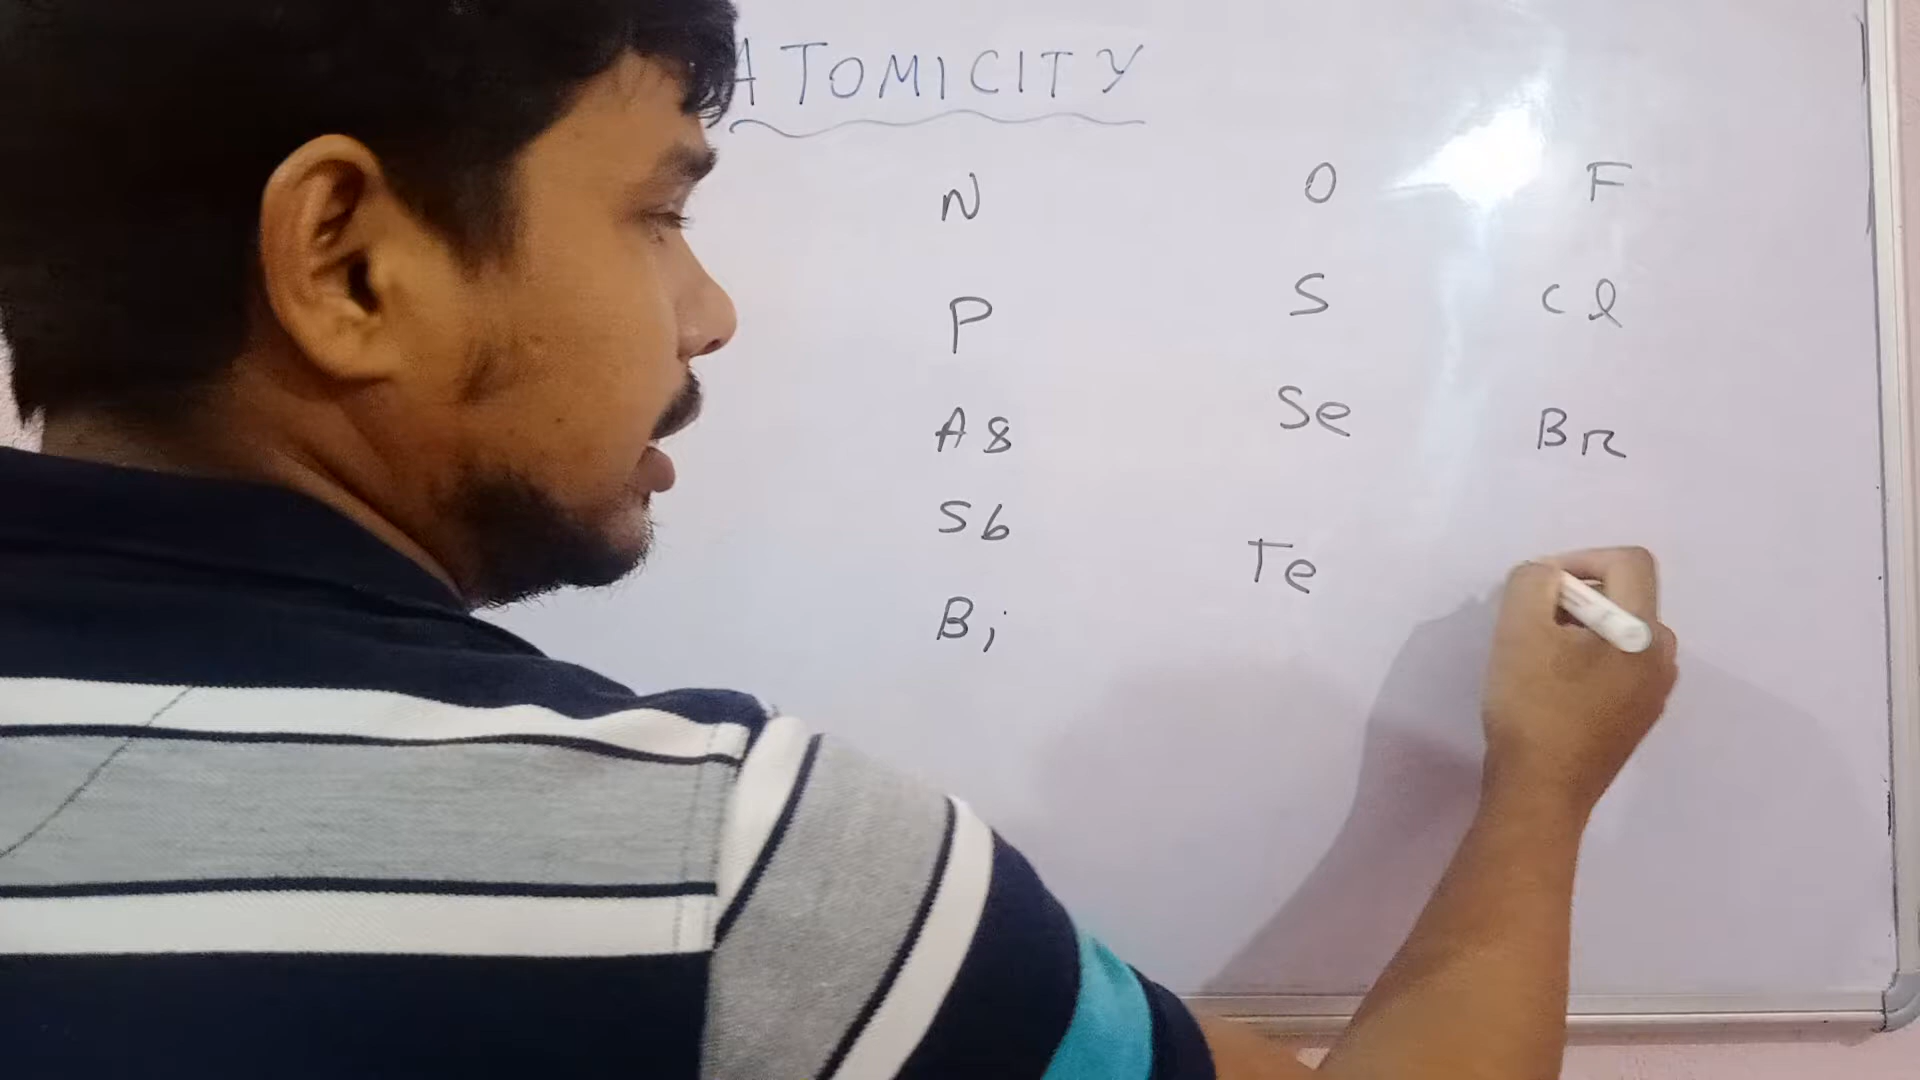 ATOMICITY
N O F
P S Cl
As Se Br
Sb Te
Bi